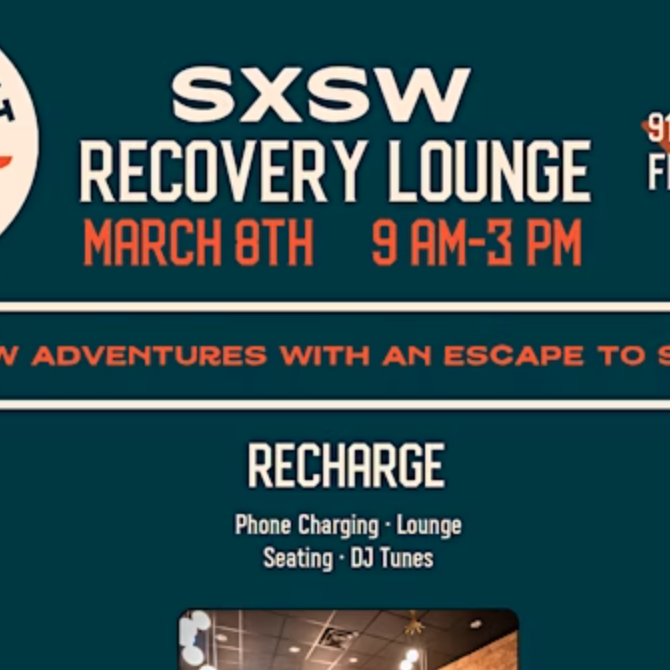 SXSW
RECOVERY LOUNGE
MARCH 8TH 9 AM-3 PM
ADVENTURES WITH AN ESCAPE TO
RECHARGE
Phone Charging · Lounge
Seating · DJ Tunes